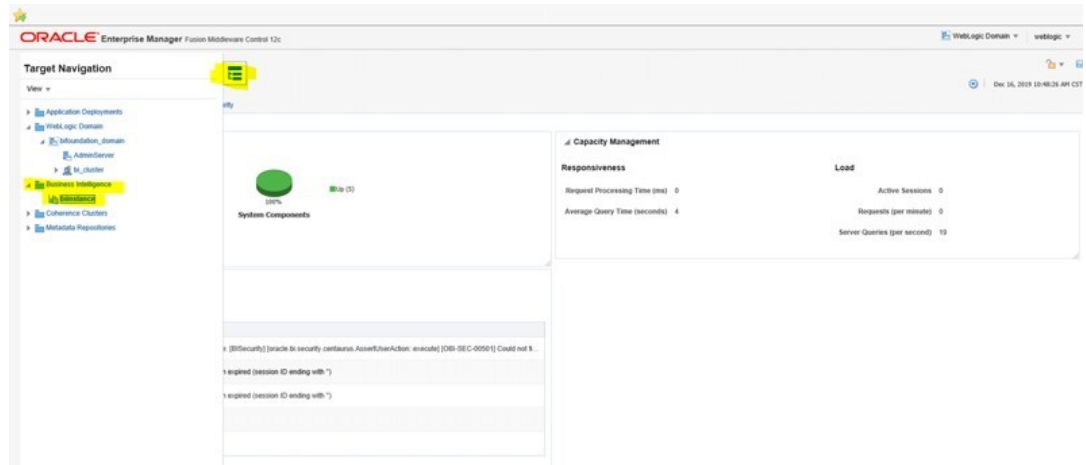 ORACLE Enterprise Manager Fusion Middleware Control 12c
WebLogic Domain
weblogic
Target Navigation
View
Dec 16, 2019 10:48:26 AM CST
Application Deployments
WebLogic Domain
bifoundation_domain
AdminServer
bi_cluster
Business Intelligence
biinstance
Coherence Clusters
Metadata Repositories
100%
Up (5)
System Components
Capacity Management
Responsiveness
Load
Request Processing Time (ms) 0
Active Sessions 0
Average Query Time (seconds) 4
Requests (per minute) 0
Server Queries (per second) 19
[BISecurity] [oracle.bi.security.centaurus.AssertUserAction: execute] [OBI-SEC-00501] Could not fi...
expired (session ID ending with ")
expired (session ID ending with ")